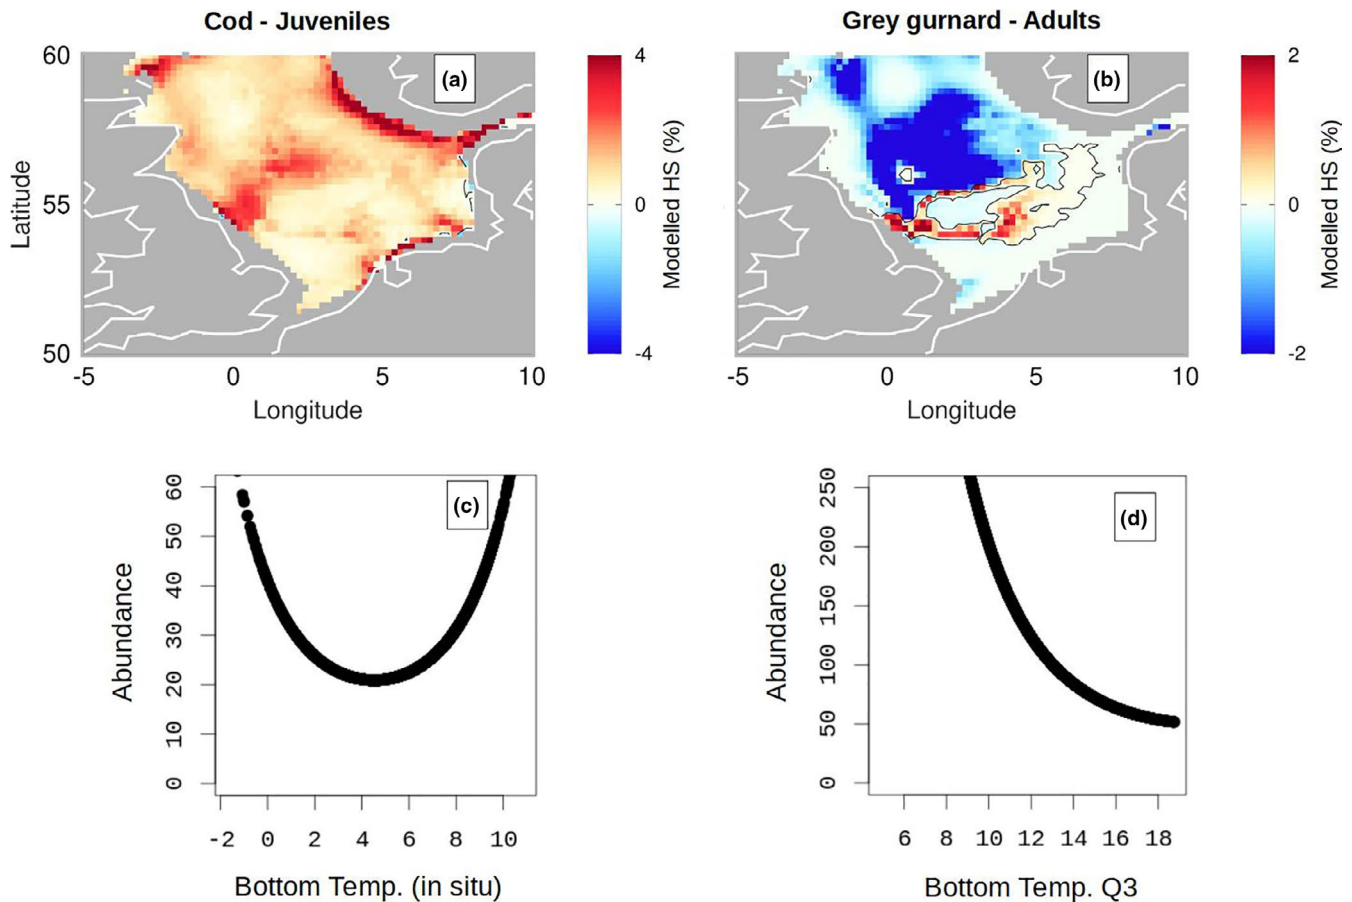 Cod - Juveniles
Grey gurnard - Adults
(a)
60
55
50
Latitude
-5 0 5 10
Longitude
4
0
-4
Modelled HS (%)
(b)
-5 0 5 10
Longitude
2
0
-2
Modelled HS (%)
(c)
60
50
40
30
20
10
0
Abundance
-2 0 2 4 6 8 10
Bottom Temp. (in situ)
(d)
250
200
150
100
50
0
Abundance
6 8 10 12 14 16 18
Bottom Temp. Q3